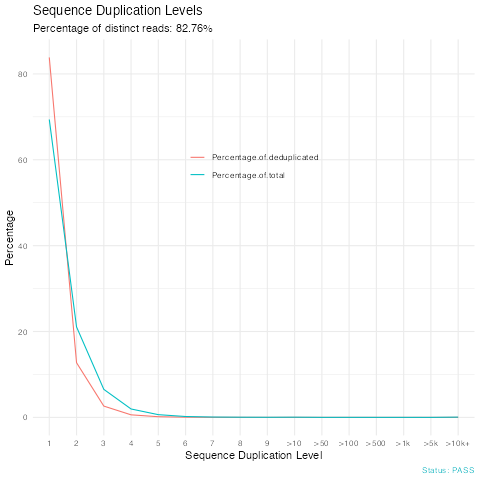 Sequence Duplication Levels
Percentage of distinct reads: 82.76%
Percentage
80
60
40
20
0
Percentage.of.deduplicated
Percentage.of.total
1 2 3 4 5 6 7 8 9 >10 >50 >100 >500 >1k >5k >10k+
Sequence Duplication Level
Status: PASS